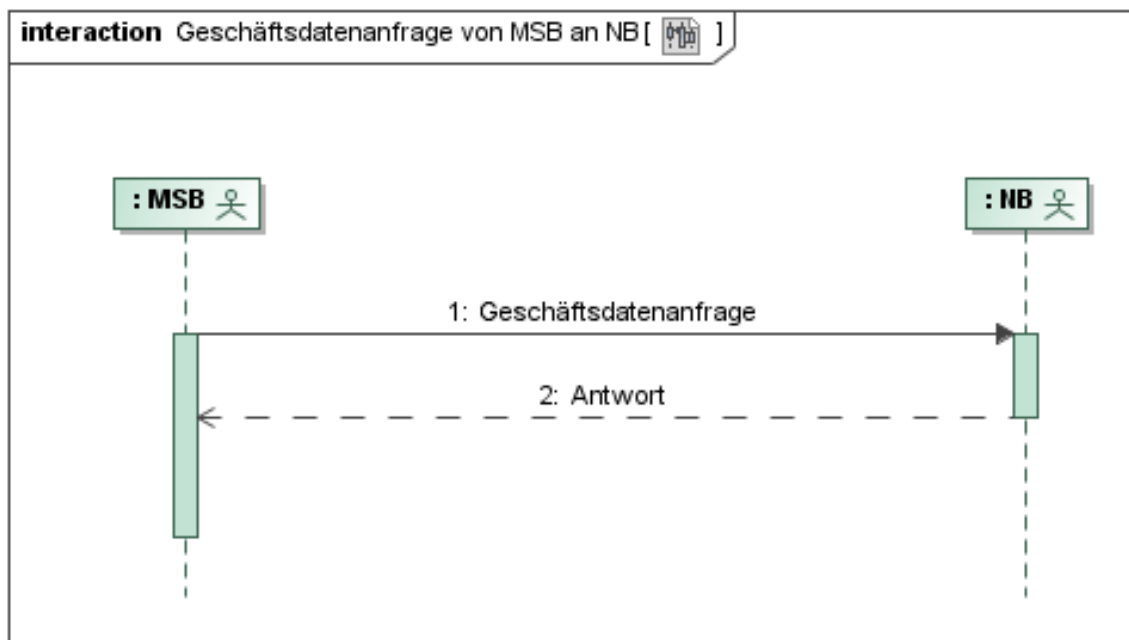 interaction Geschäftsdatenanfrage von MSB an NB [ ]
: MSB
: NB
1: Geschäftsdatenanfrage
2: Antwort